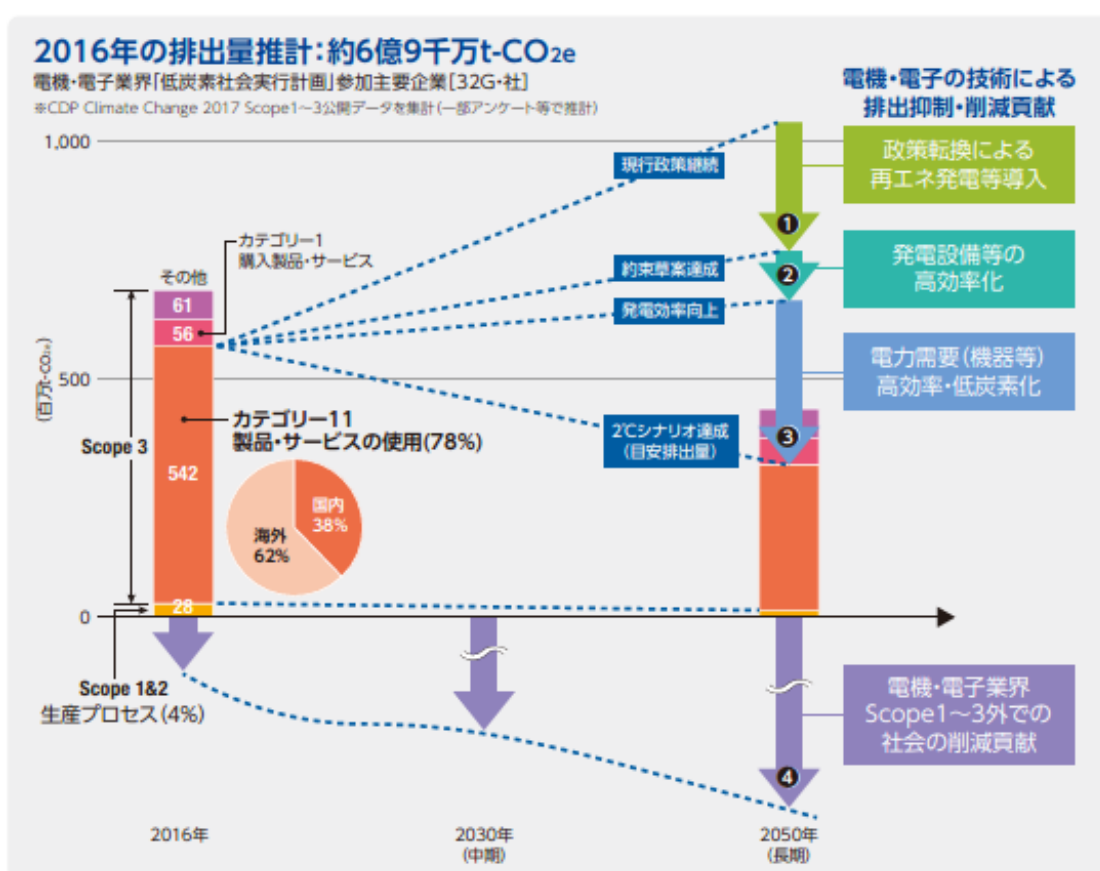 2016年の排出量推計：約6億9千万t-CO2e
電機・電子業界「低炭素社会実行計画」参加主要企業［32G・社］
※CDP Climate Change 2017 Scope1～3公開データを集計（一部アンケート等で推計）
電機・電子の技術による
排出抑制・削減貢献
1,000
500
0
(百万t-CO2e)
現行政策継続
約束草案達成
発電効率向上
2℃シナリオ達成
（目安排出量）
カテゴリー1
購入製品・サービス
その他
61
56
542
28
Scope 3
カテゴリー11
製品・サービスの使用(78%)
国内
38%
海外
62%
Scope 1&2
生産プロセス(4%)
❶
❷
❸
❹
政策転換による
再エネ発電等導入
発電設備等の
高効率化
電力需要（機器等）
高効率・低炭素化
電機・電子業界
Scope1～3外での
社会の削減貢献
2016年
2030年
(中期)
2050年
(長期)